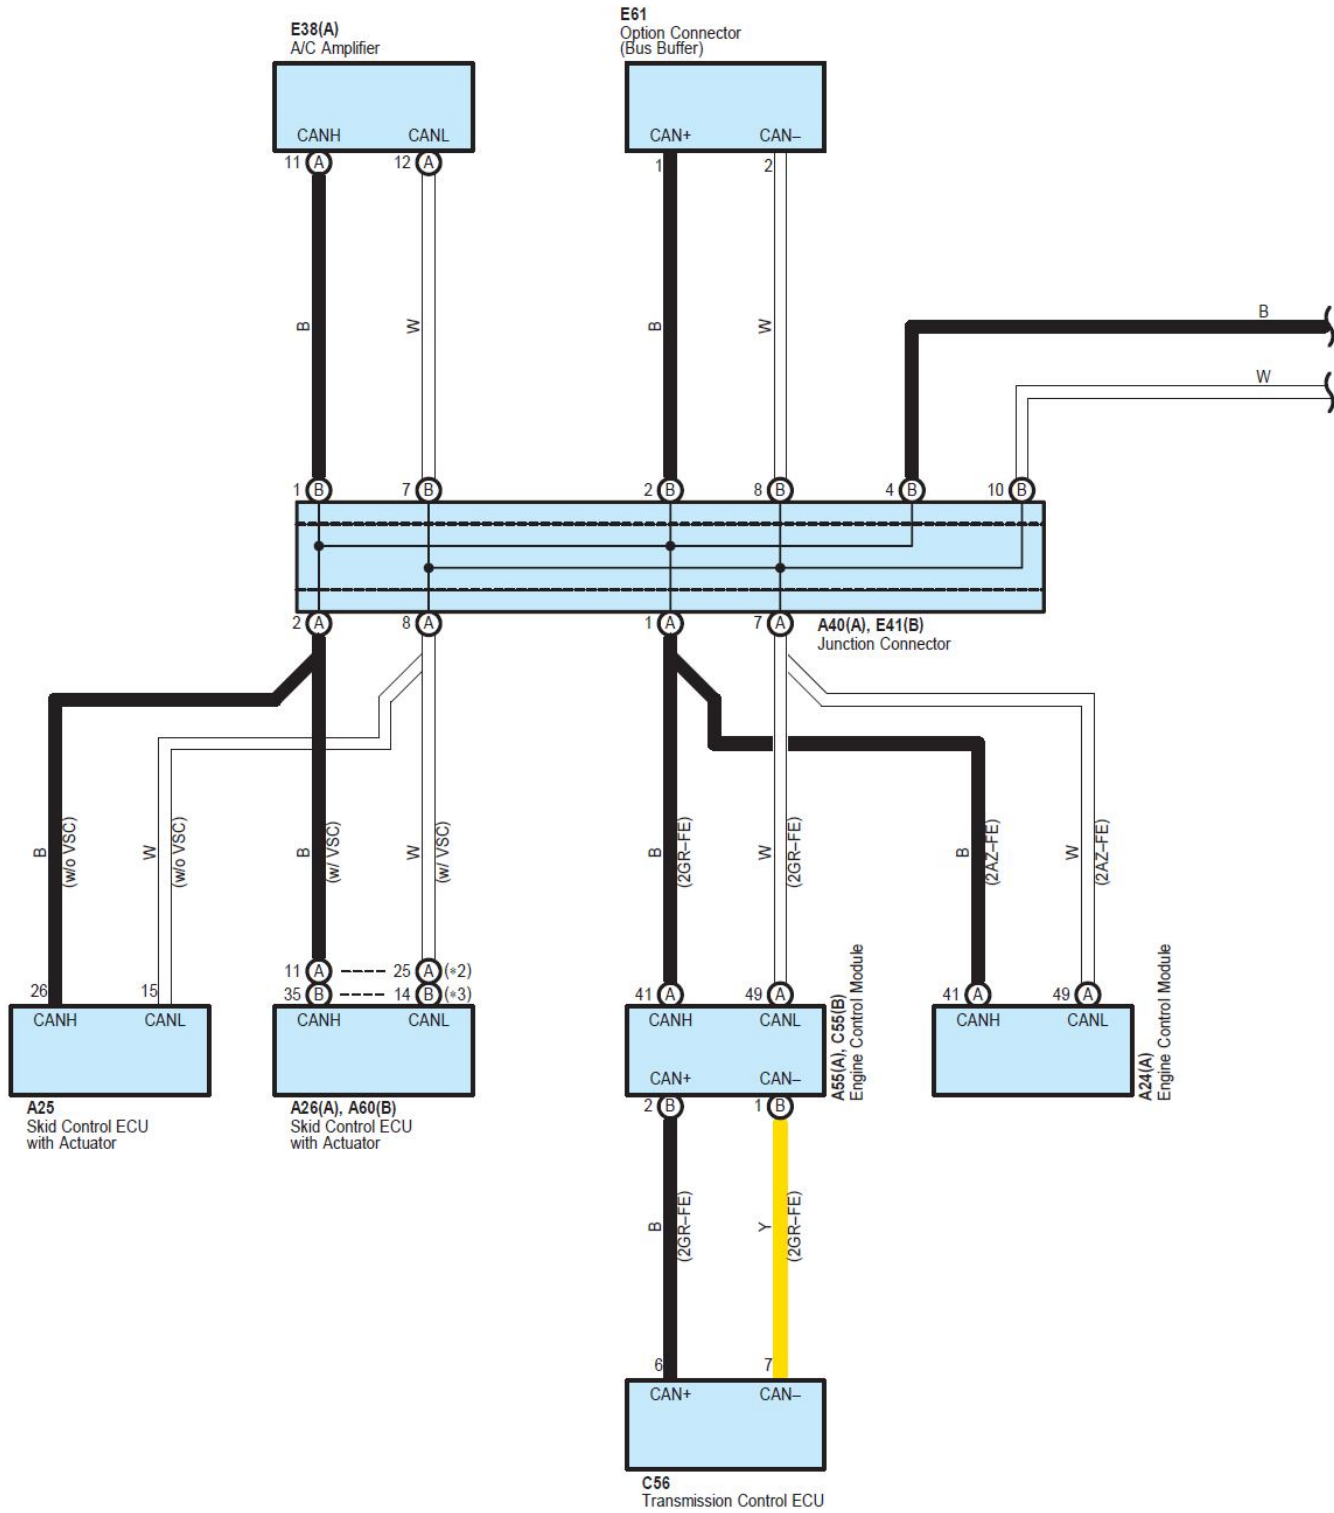 E38(A)
A/C Amplifier
E61
Option Connector
(Bus Buffer)
CANH CANL
CAN+ CAN–
11 A 12 A
1 2
B W B W
B
W
1 B 7 B 2 B 8 B 4 B 10 B
2 A 8 A 1 A 7 A
A40(A), E41(B)
Junction Connector
B (w/o VSC) W (w/o VSC) B (w/ VSC) W (w/ VSC) B (2GR–FE) W (2GR–FE) B (2AZ–FE) W (2AZ–FE)
11 A 25 A (*2)
26 15 35 B 14 B (*3) 41 A 49 A 41 A 49 A
CANH CANL CANH CANL CANH CANL CANH CANL
CAN+ CAN–
A55(A), C55(B)
Engine Control Module
A24(A)
Engine Control Module
A25
Skid Control ECU
with Actuator
A26(A), A60(B)
Skid Control ECU
with Actuator
2 B 1 B
B (2GR–FE) Y (2GR–FE)
6 7
CAN+ CAN–
C56
Transmission Control ECU